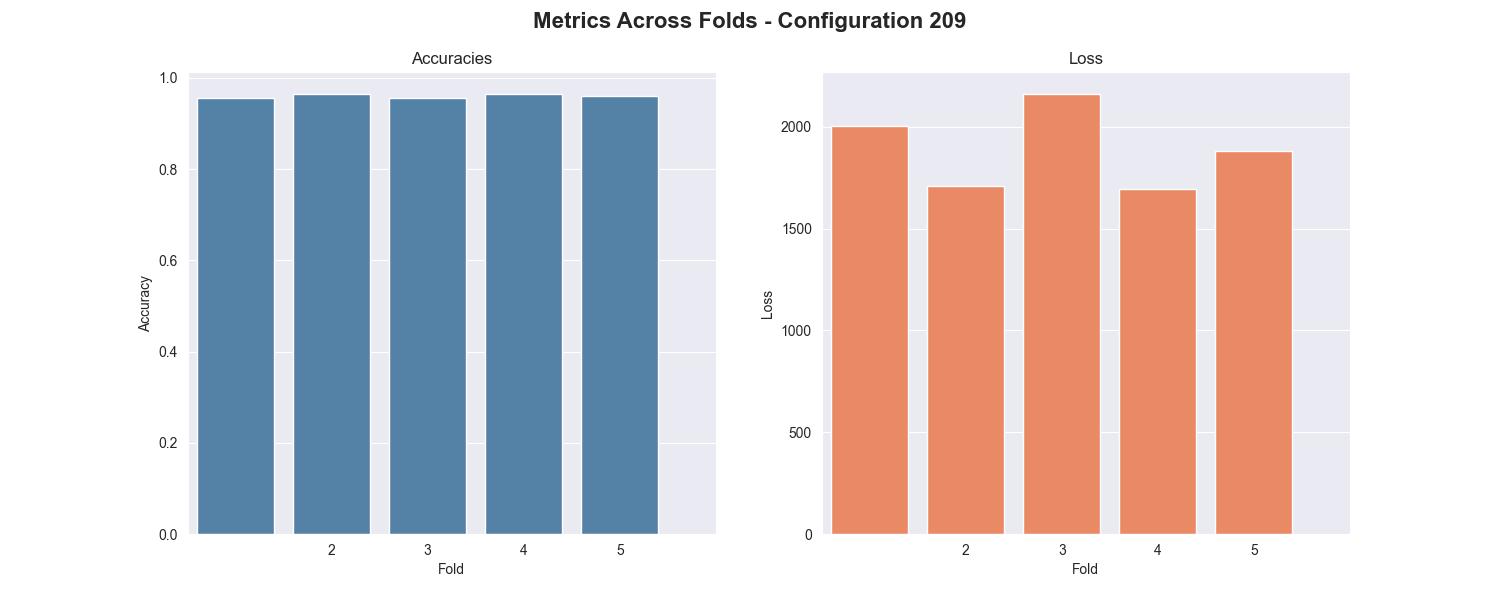 Metrics Across Folds - Configuration 209
Accuracies
1.0
0.8
0.6
0.4
0.2
0.0
Accuracy
2 3 4 5
Fold
Loss
2000
1500
1000
500
0
Loss
2 3 4 5
Fold